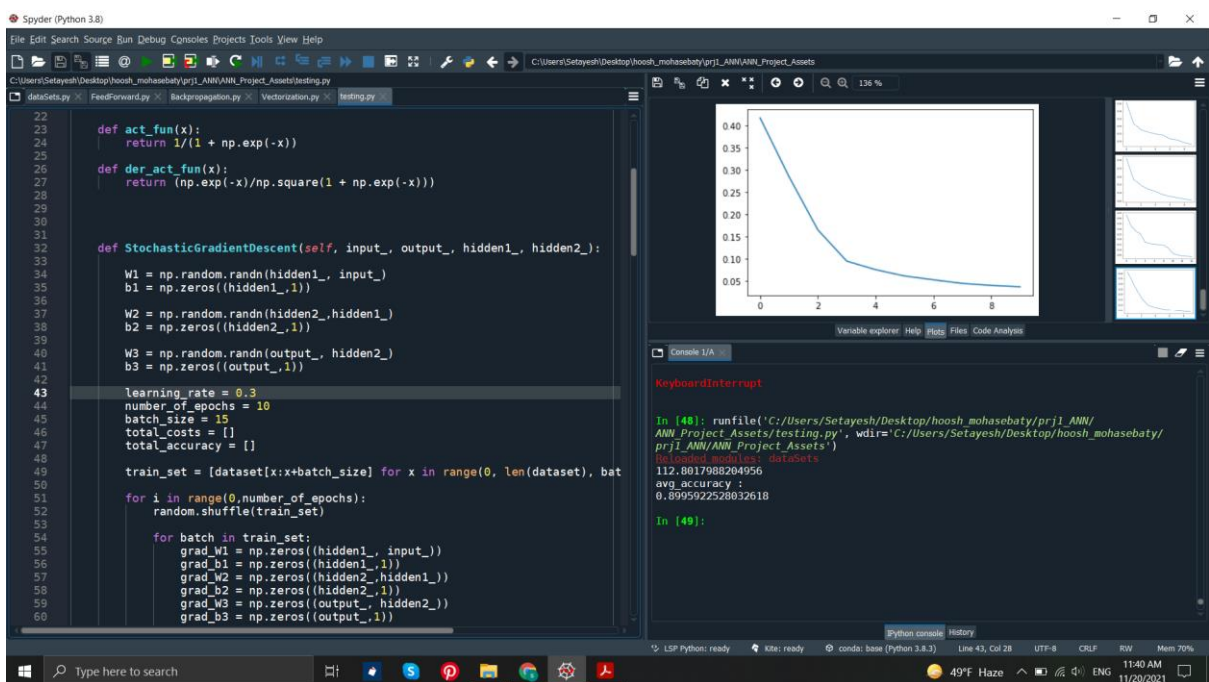 Spyder (Python 3.8)
File Edit Search Source Run Debug Consoles Projects Tools View Help
C:\Users\Setayesh\Desktop\hoosh_mohasebaty\prj1_ANN\ANN_Project_Assets
C:\Users\Setayesh\Desktop\hoosh_mohasebaty\prj1_ANN\ANN_Project_Assets\testing.py
dataSets.py FeedForward.py Backpropagation.py Vectorization.py testing.py
22
23 def act_fun(x):
24 return 1/(1 + np.exp(-x))
25
26 def der_act_fun(x):
27 return (np.exp(-x)/np.square(1 + np.exp(-x)))
28
29
30
31
32 def StochasticGradientDescent(self, input_, output_, hidden1_, hidden2_):
33
34 W1 = np.random.randn(hidden1_, input_)
35 b1 = np.zeros((hidden1_,1))
36
37 W2 = np.random.randn(hidden2_,hidden1_)
38 b2 = np.zeros((hidden2_,1))
39
40 W3 = np.random.randn(output_, hidden2_)
41 b3 = np.zeros((output_,1))
42
43 learning_rate = 0.3
44 number_of_epochs = 10
45 batch_size = 15
46 total_costs = []
47 total_accuracy = []
48
49 train_set = [dataset[x:x+batch_size] for x in range(0, len(dataset), bat
50
51 for i in range(0,number_of_epochs):
52 random.shuffle(train_set)
53
54 for batch in train_set:
55 grad_W1 = np.zeros((hidden1_, input_))
56 grad_b1 = np.zeros((hidden1_,1))
57 grad_W2 = np.zeros((hidden2_,hidden1_))
58 grad_b2 = np.zeros((hidden2_,1))
59 grad_W3 = np.zeros((output_, hidden2_))
60 grad_b3 = np.zeros((output_,1))
136 %
0.40
0.35
0.30
0.25
0.20
0.15
0.10
0.05
0 2 4 6 8
Variable explorer Help Plots Files Code Analysis
Console 1/A
KeyboardInterrupt
In [48]: runfile('C:/Users/Setayesh/Desktop/hoosh_mohasebaty/prj1_ANN/
ANN_Project_Assets/testing.py', wdir='C:/Users/Setayesh/Desktop/hoosh_mohasebaty/
prj1_ANN/ANN_Project_Assets')
Reloaded modules: dataSets
112.8017988204956
avg_accuracy :
0.8995922528032618
In [49]:
IPython console History
LSP Python: ready Kite: ready conda: base (Python 3.8.3) Line 43, Col 28 UTF-8 CRLF RW Mem 70%
Type here to search
49°F Haze ENG
11:40 AM
11/20/2021